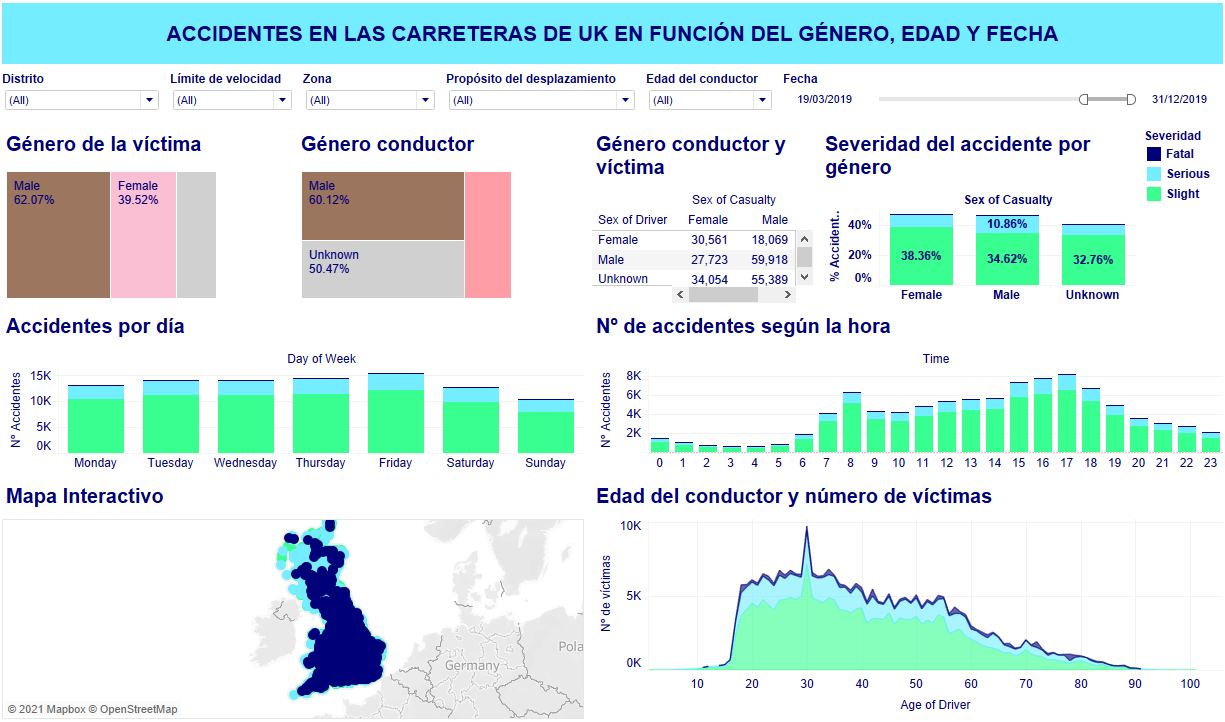 ACCIDENTES EN LAS CARRETERAS DE UK EN FUNCIÓN DEL GÉNERO, EDAD Y FECHA
Distrito
Límite de velocidad
Zona
Propósito del desplazamiento
Edad del conductor
Fecha
(All)
(All)
(All)
(All)
(All)
19/03/2019
31/12/2019
Género de la víctima
Male
62.07%
Female
39.52%
Género conductor
Male
60.12%
Unknown
50.47%
Género conductor y
víctima
Sex of Casualty
Sex of Driver Female Male
Female 30,561 18,069
Male 27,723 59,918
Unknown 34,054 55,389
Severidad del accidente por
género
Sex of Casualty
% Accident..
40%
20%
0%
38.36%
10.86%
34.62%
32.76%
Female Male Unknown
Severidad
Fatal
Serious
Slight
Accidentes por día
Day of Week
Nº Accidentes
15K
10K
5K
0K
Monday Tuesday Wednesday Thursday Friday Saturday Sunday
Nº de accidentes según la hora
Time
Nº Accidentes
8K
6K
4K
2K
0 1 2 3 4 5 6 7 8 9 10 11 12 13 14 15 16 17 18 19 20 21 22 23
Mapa Interactivo
Germany
Pola
© 2021 Mapbox © OpenStreetMap
Edad del conductor y número de víctimas
Nº de víctimas
10K
5K
0K
10 20 30 40 50 60 70 80 90 100
Age of Driver